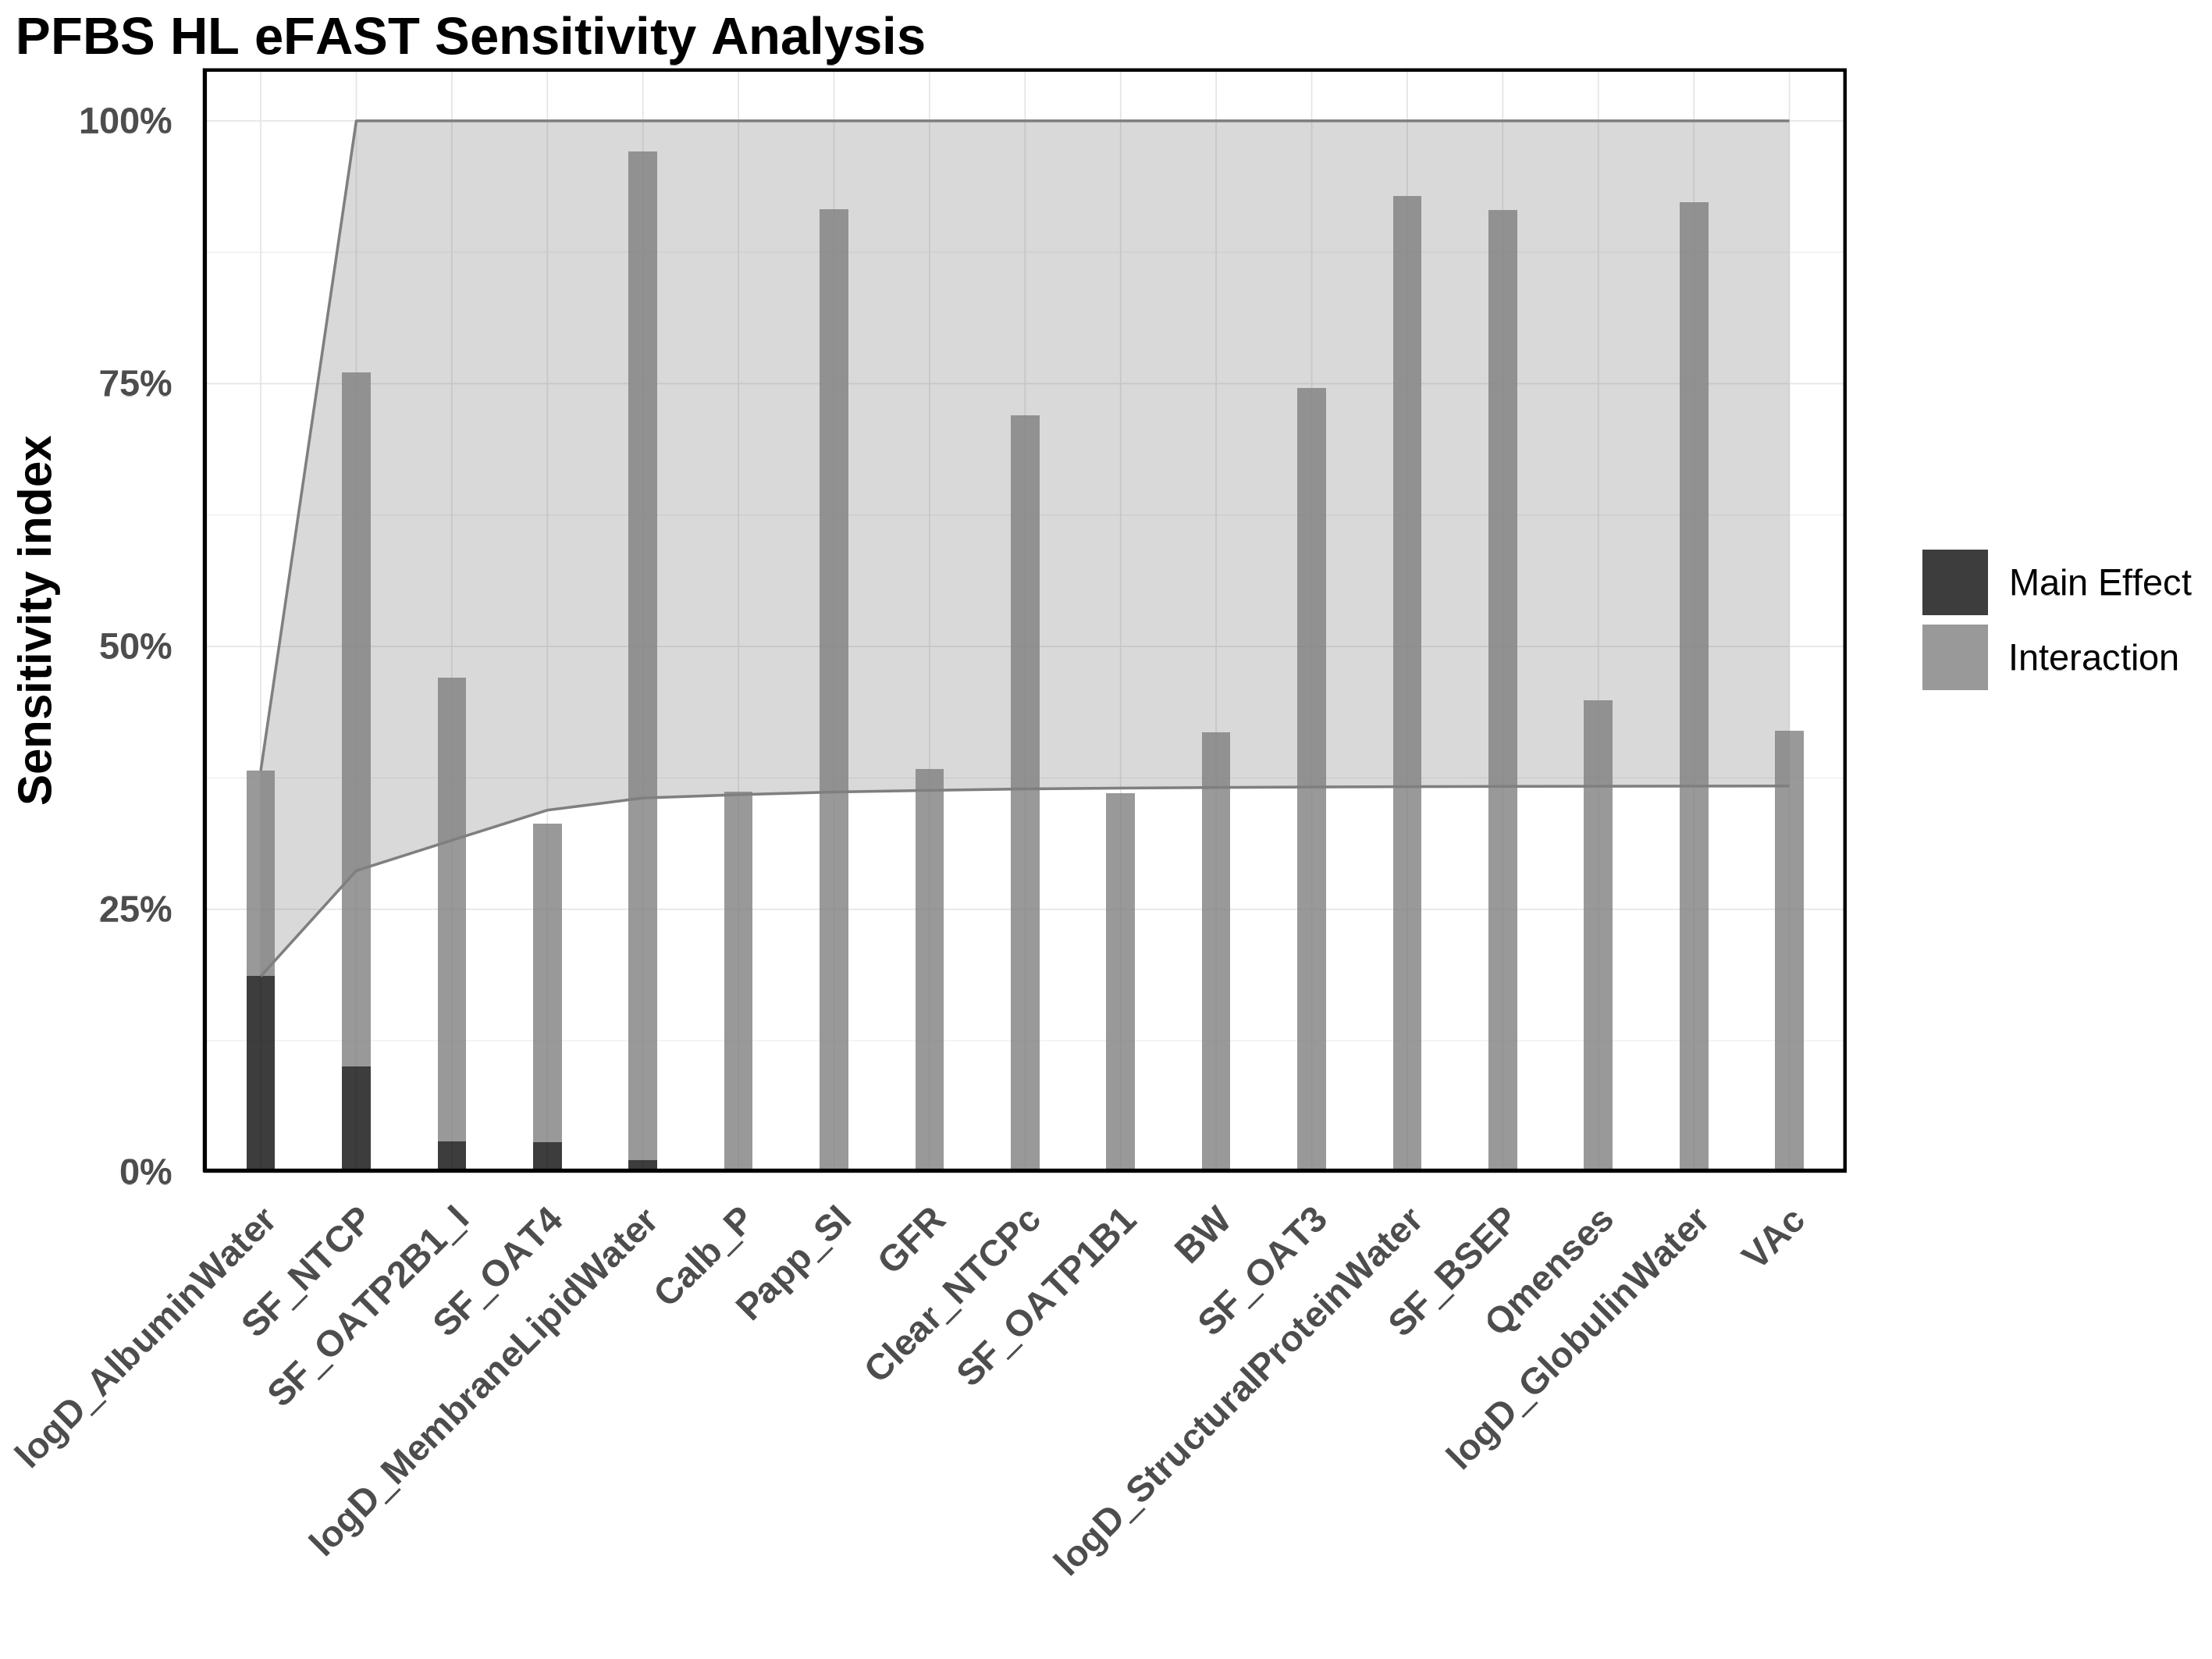 PFBS HL eFAST Sensitivity Analysis
Sensitivity index
100%
75%
50%
25%
0%
logD_AlbuminWater
SF_NTCP
SF_OATP2B1_I
SF_OAT4
logD_MembraneLipidWater
Calb_P
Papp_SI
GFR
Clear_NTCPc
SF_OATP1B1
BW
SF_OAT3
logD_StructuralProteinWater
SF_BSEP
Qmenses
logD_GlobulinWater
VAc
Main Effect
Interaction